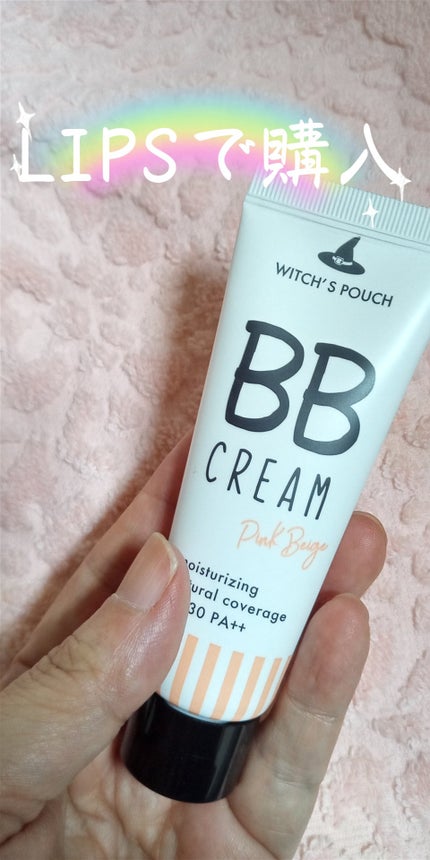 LIPSで購入
WITCH'S POUCH
BB
CREAM
Pink Beige
moisturizing
tural coverage
30 PA++